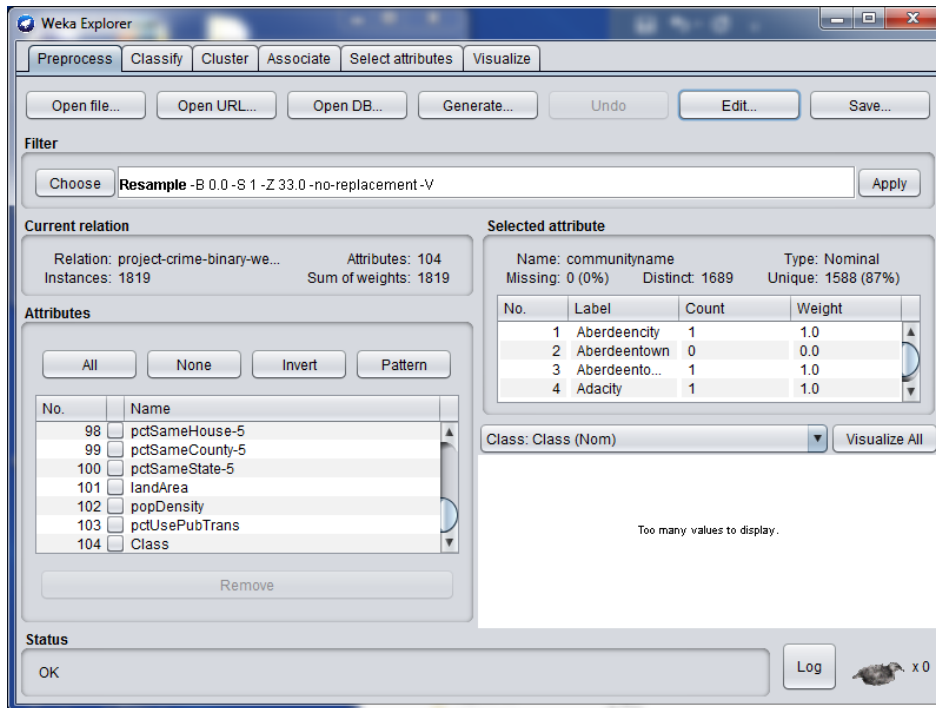 Weka Explorer
Preprocess Classify Cluster Associate Select attributes Visualize
Open file... Open URL... Open DB... Generate... Undo Edit... Save...
Filter
Choose Resample -B 0.0 -S 1 -Z 33.0 -no-replacement -V Apply
Current relation
Relation: project-crime-binary-we... Attributes: 104
Instances: 1819 Sum of weights: 1819
Attributes
All None Invert Pattern
No. Name
98 pctSameHouse-5
99 pctSameCounty-5
100 pctSameState-5
101 landArea
102 popDensity
103 pctUsePubTrans
104 Class
Remove
Selected attribute
Name: communityname Type: Nominal
Missing: 0 (0%) Distinct: 1689 Unique: 1588 (87%)
No. Label Count Weight
1 Aberdeencity 1 1.0
2 Aberdeentown 0 0.0
3 Aberdeento... 1 1.0
4 Adacity 1 1.0
Class: Class (Nom) Visualize All
Too many values to display.
Status
OK
Log x 0